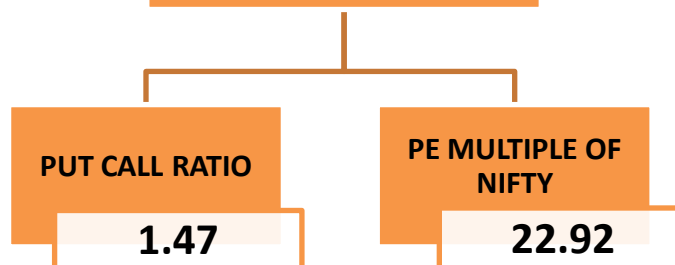 PUT CALL RATIO
1.47
PE MULTIPLE OF
NIFTY
22.92